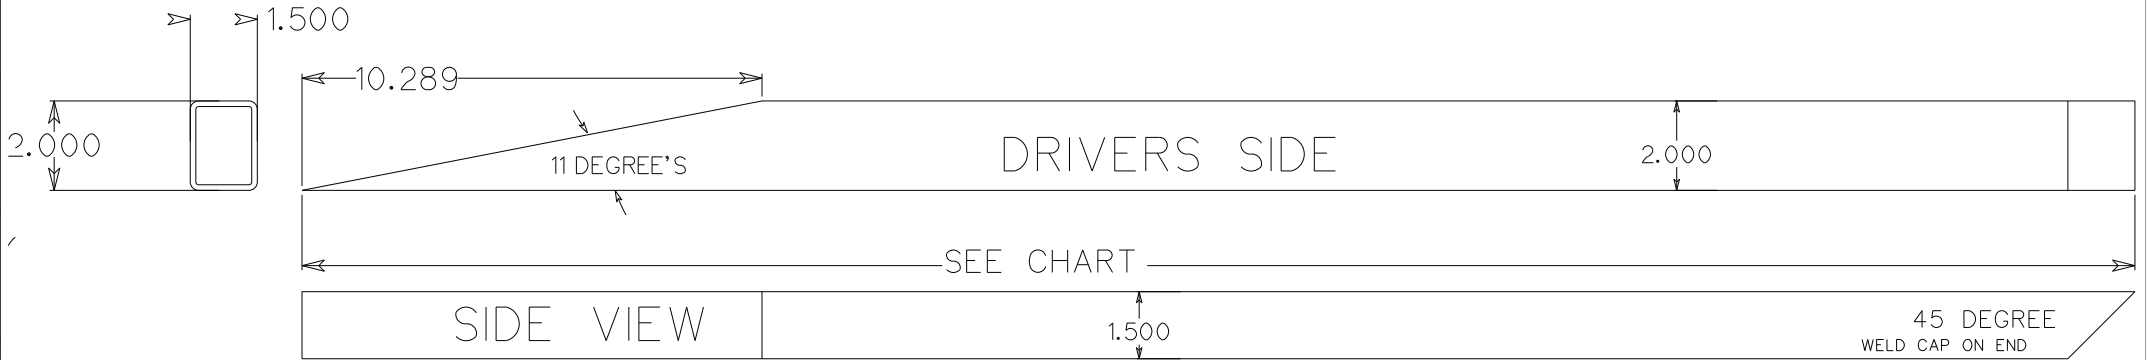 1.500
10.289
2.000
11 DEGREE'S
DRIVERS SIDE
2.000
SEE CHART
SIDE VIEW
1.500
45 DEGREE
WELD CAP ON END